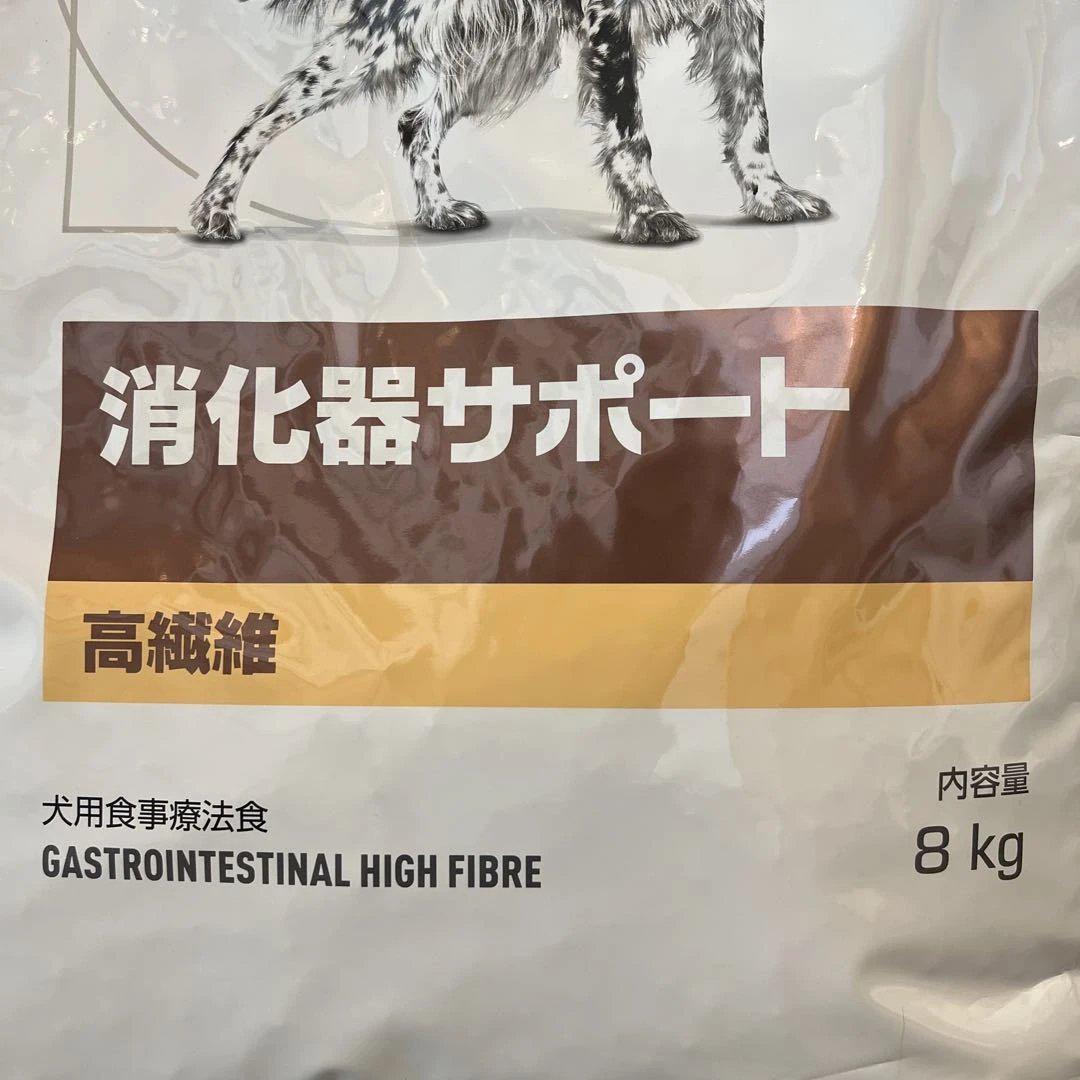 消化器サポート
高繊維
犬用食事療法食
GASTROINTESTINAL HIGH FIBRE
内容量
8 kg